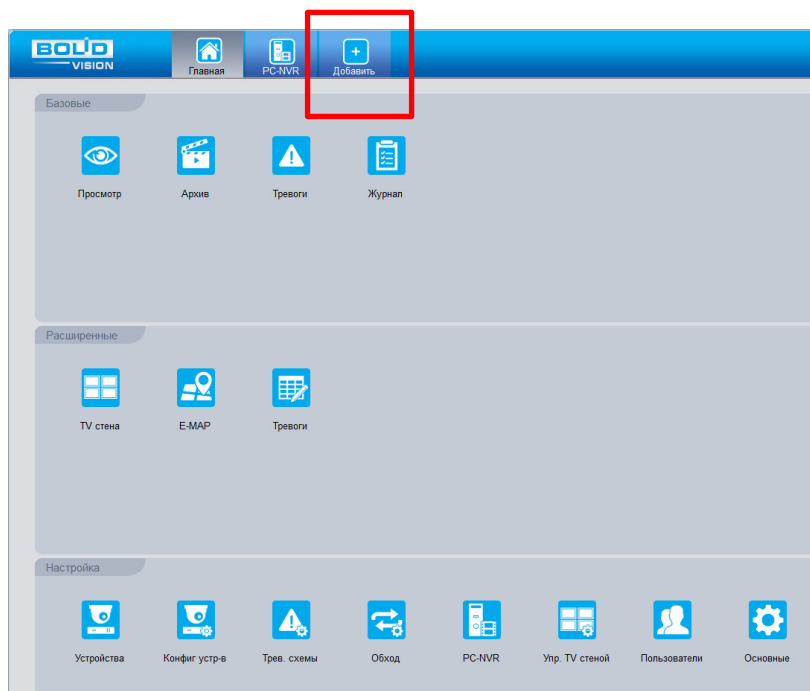 BOLID
VISION
Главная
PC-NVR
Добавить
Базовые
Просмотр
Архив
Тревоги
Журнал
Расширенные
TV стена
E-MAP
Тревоги
Настройка
Устройства
Конфиг устр-в
Трев. схемы
Обход
PC-NVR
Упр. TV стеной
Пользователи
Основные